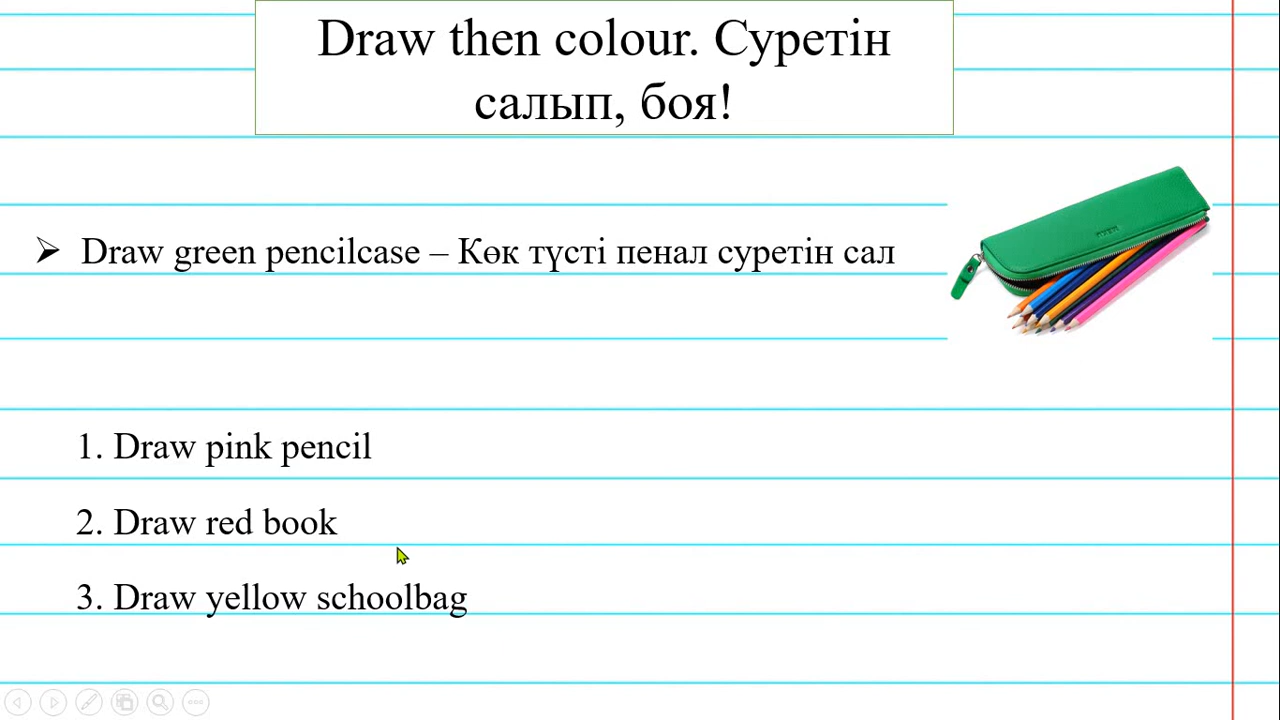 Draw then colour. Суретін
салып, боя!
Draw green pencilcase – Көк түсті пенал суретін сал
1. Draw pink pencil
2. Draw red book
3. Draw yellow schoolbag